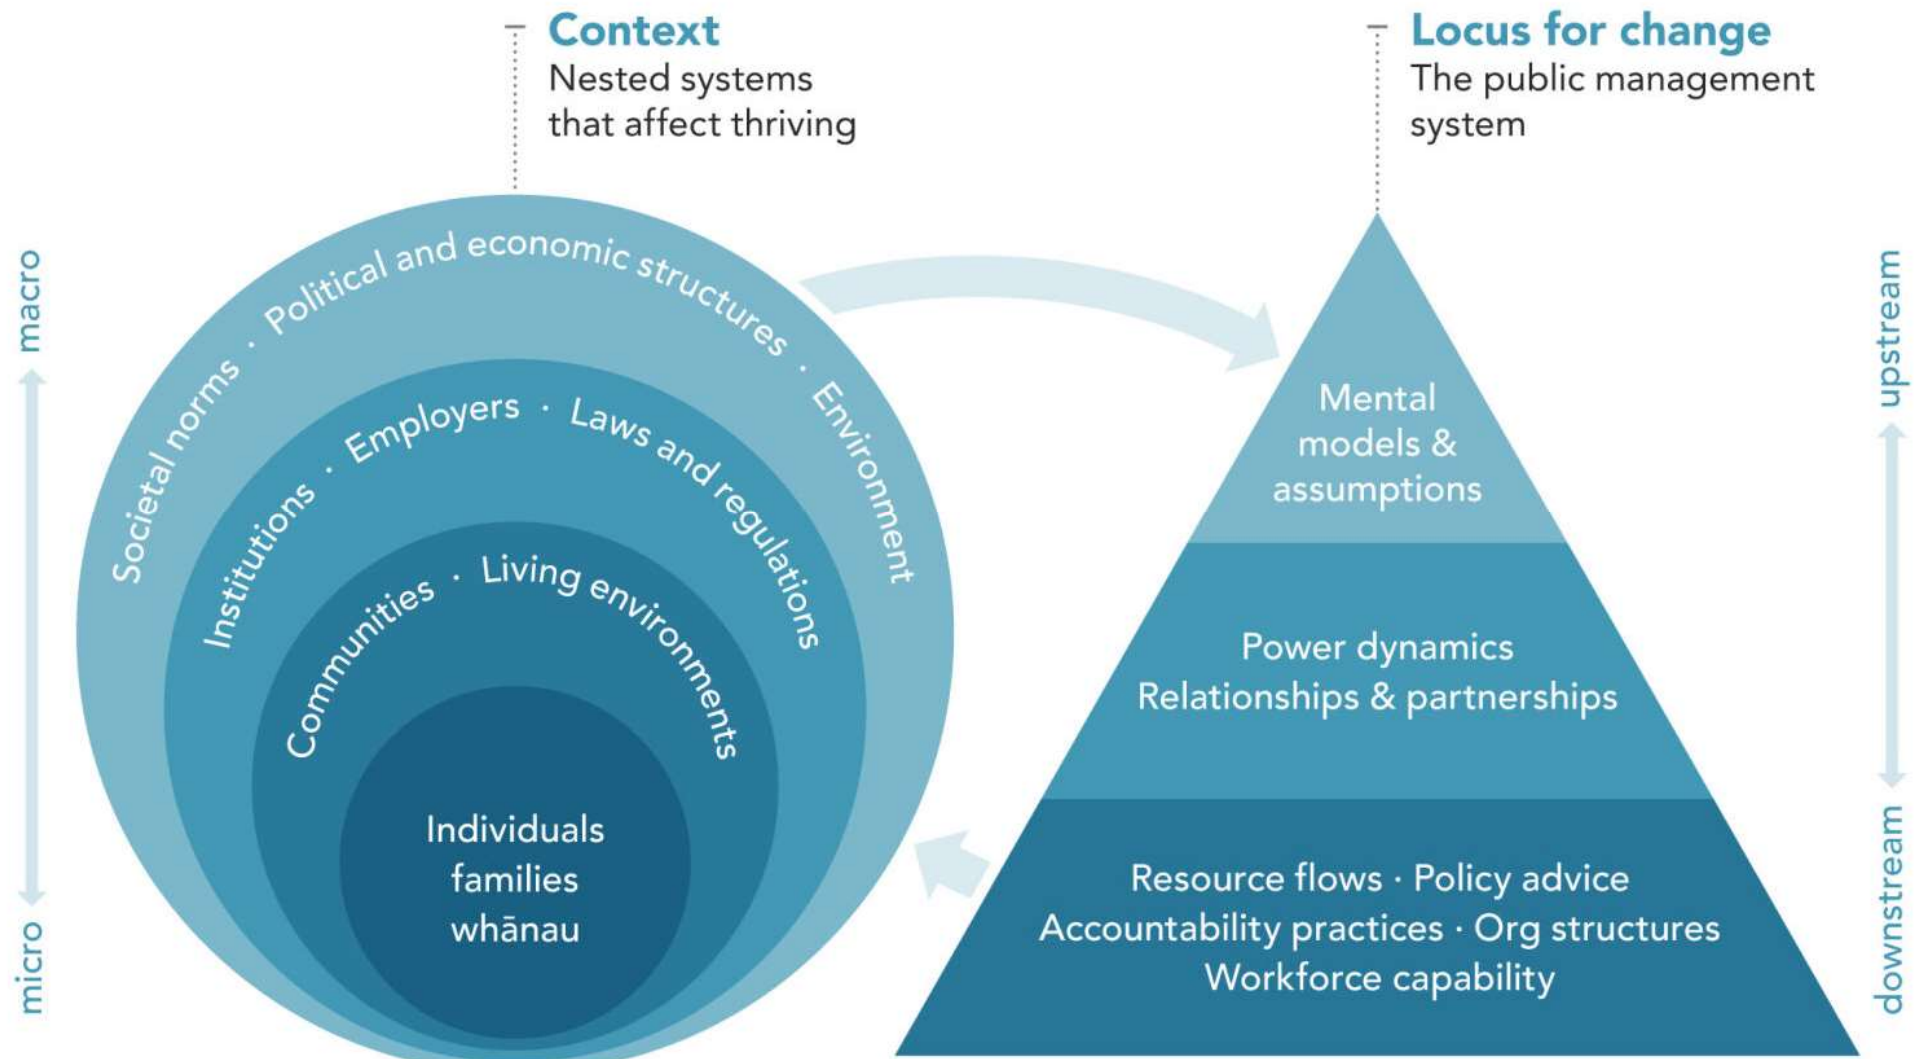 Context
Nested systems
that affect thriving
Locus for change
The public management
system
macro
micro
Societal norms · Political and economic structures · Environment
Institutions · Employers · Laws and regulations
Communities · Living environments
Individuals
families
whānau
Mental
models &
assumptions
Power dynamics
Relationships & partnerships
Resource flows · Policy advice
Accountability practices · Org structures
Workforce capability
upstream
downstream